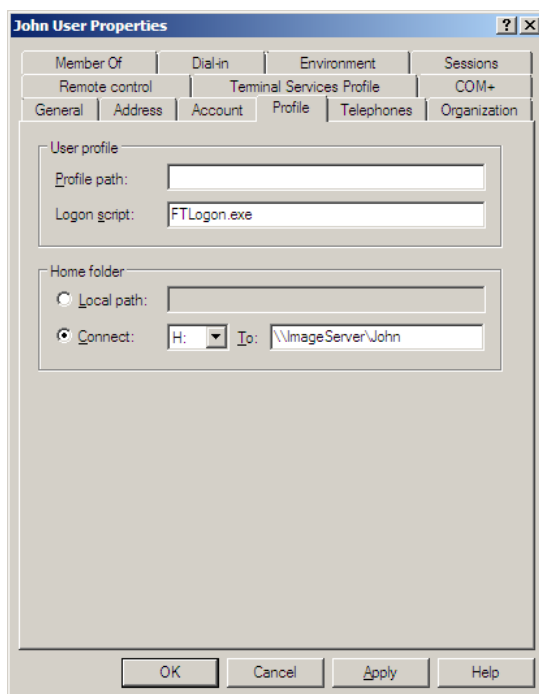 John User Properties
Member Of Dial-in Environment Sessions
Remote control Terminal Services Profile COM+
General Address Account Profile Telephones Organization
User profile
Profile path:
Logon script: FTLogon.exe
Home folder
Local path:
Connect: H: To: \\ImageServer\John
OK Cancel Apply Help